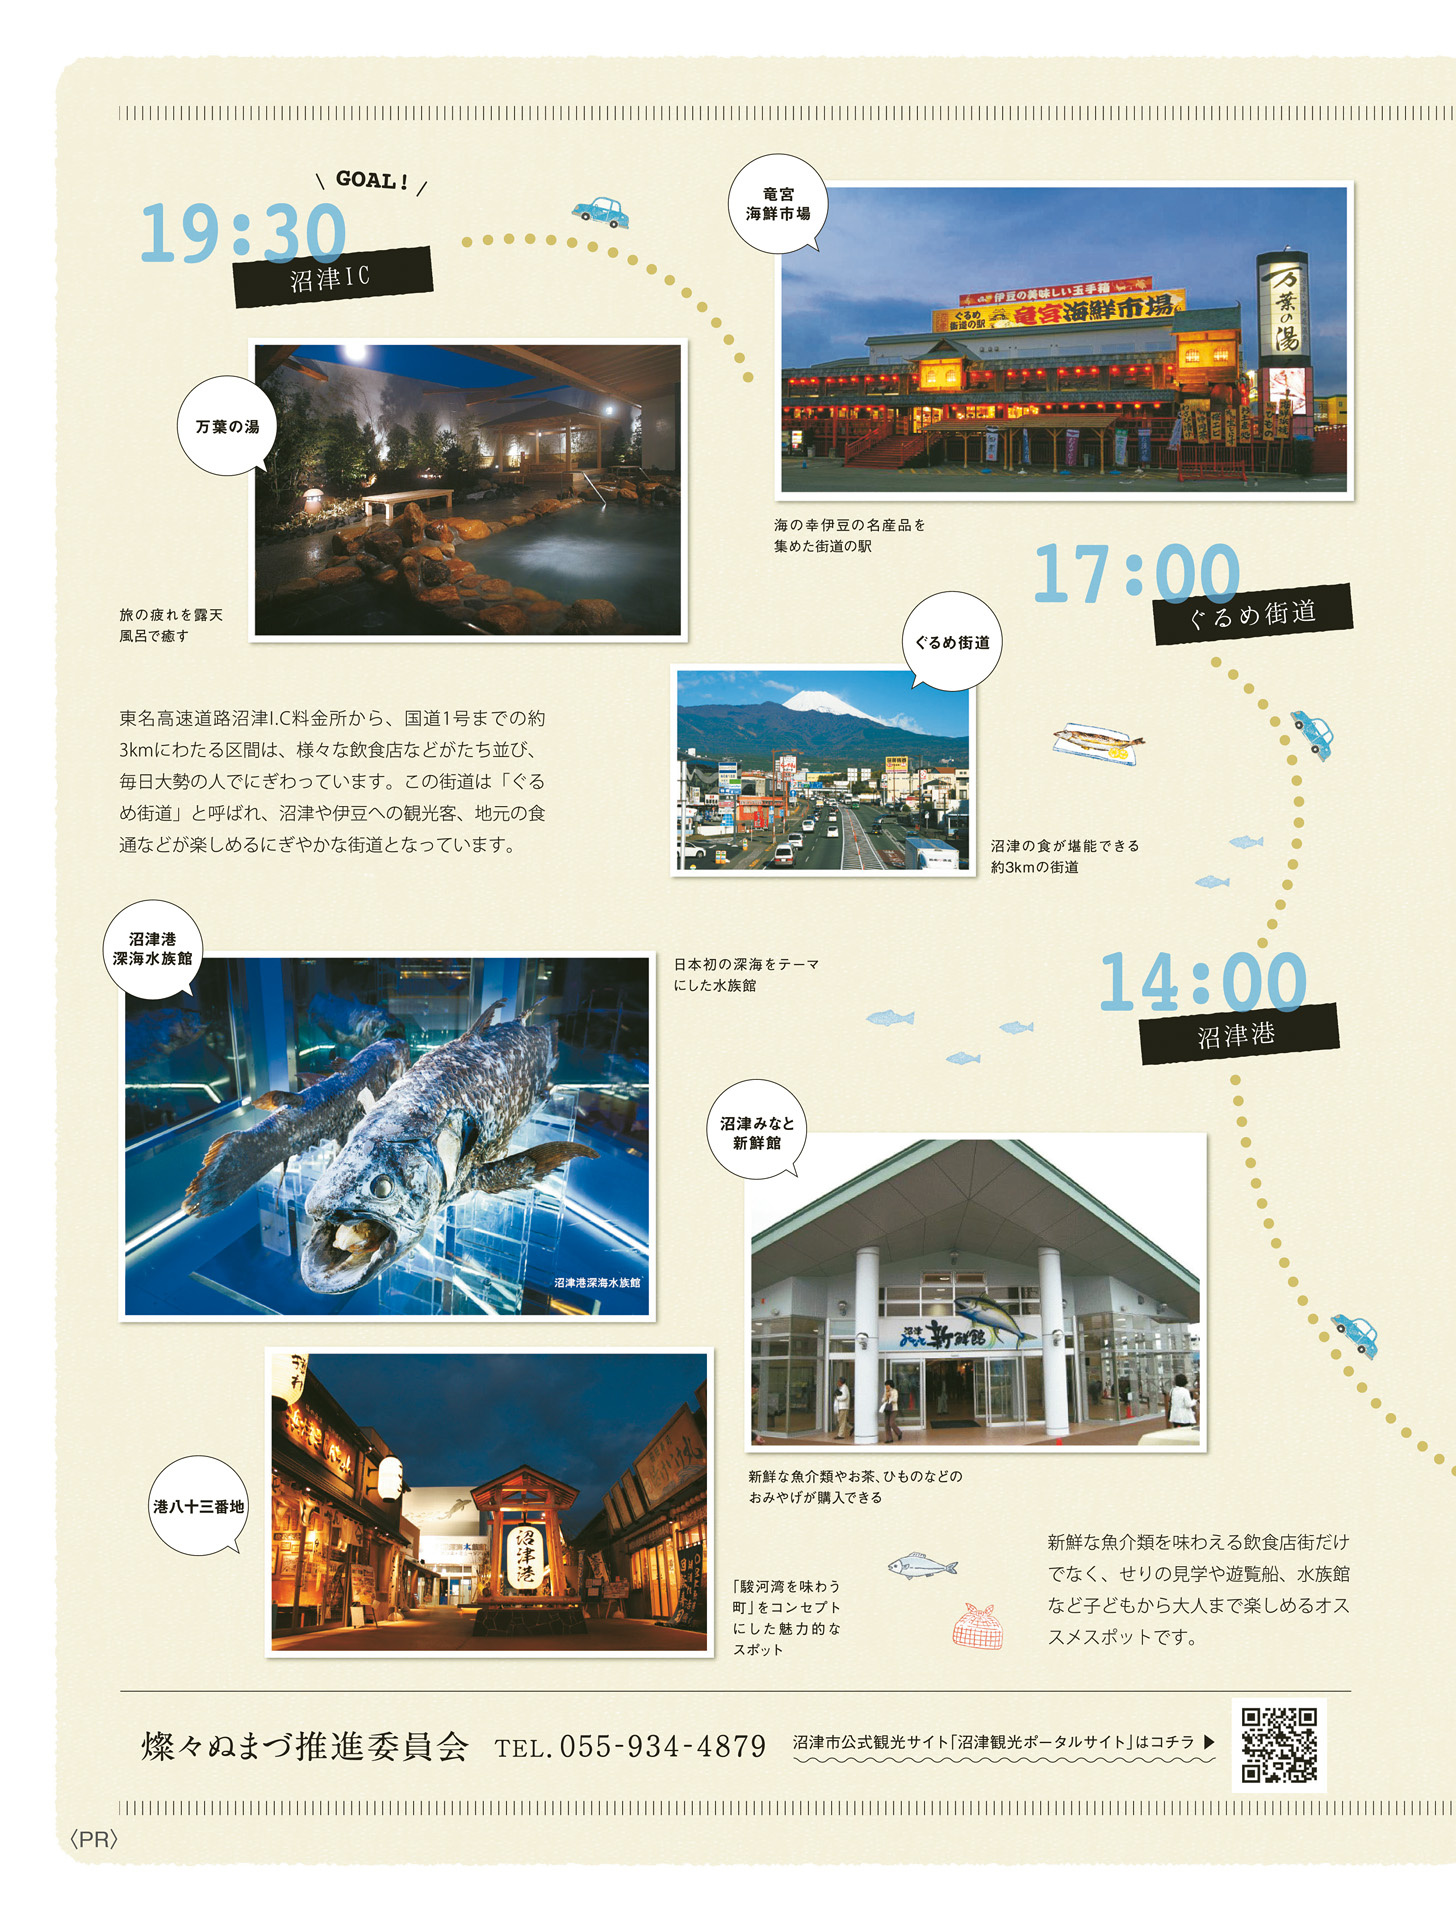 GOAL!
19:30
沼津IC
竜宮
海鮮市場
伊豆の美味しい玉手箱
ぐるめ
街道の駅
竜宮海鮮市場
万葉の湯
海の幸伊豆の名産品を
集めた街道の駅
万葉の湯
旅の疲れを露天
風呂で癒す
17:00
ぐるめ街道
ぐるめ街道
沼津の食が堪能できる
約3kmの街道
東名高速道路沼津I.C料金所から、国道1号までの約
3kmにわたる区間は、様々な飲食店などがたち並び、
毎日大勢の人でにぎわっています。この街道は「ぐる
め街道」と呼ばれ、沼津や伊豆への観光客、地元の食
通などが楽しめるにぎやかな街道となっています。
沼津港
深海水族館
沼津港深海水族館
日本初の深海をテーマ
にした水族館
14:00
沼津港
沼津みなと
新鮮館
沼津
みなと新鮮館
新鮮な魚介類やお茶、ひものなどの
おみやげが購入できる
港八十三番地
沼津港
「駿河湾を味わう
町」をコンセプト
にした魅力的な
スポット
新鮮な魚介類を味わえる飲食店街だけ
でなく、せりの見学や遊覧船、水族館
など子どもから大人まで楽しめるオス
スメスポットです。
燦々ぬまづ推進委員会 TEL.055-934-4879 沼津市公式観光サイト「沼津観光ポータルサイト」はコチラ▶
〈PR〉